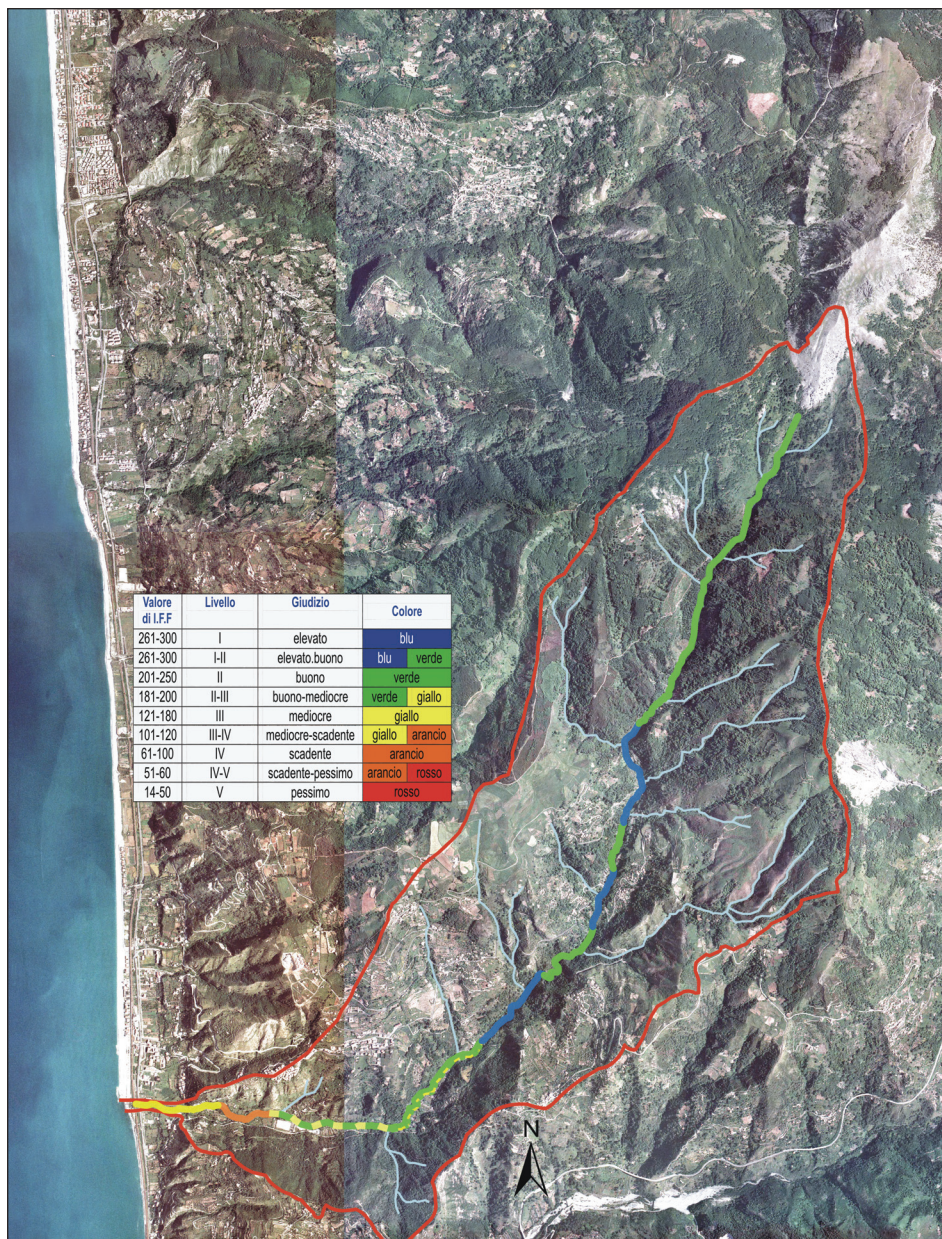 Valore di I.F.F Livello Giudizio Colore
261-300 I elevato blu
261-300 I-II elevato.buono blu verde
201-250 II buono verde
181-200 II-III buono-mediocre verde giallo
121-180 III mediocre giallo
101-120 III-IV mediocre-scadente giallo arancio
61-100 IV scadente arancio
51-60 IV-V scadente-pessimo arancio rosso
14-50 V pessimo rosso
N